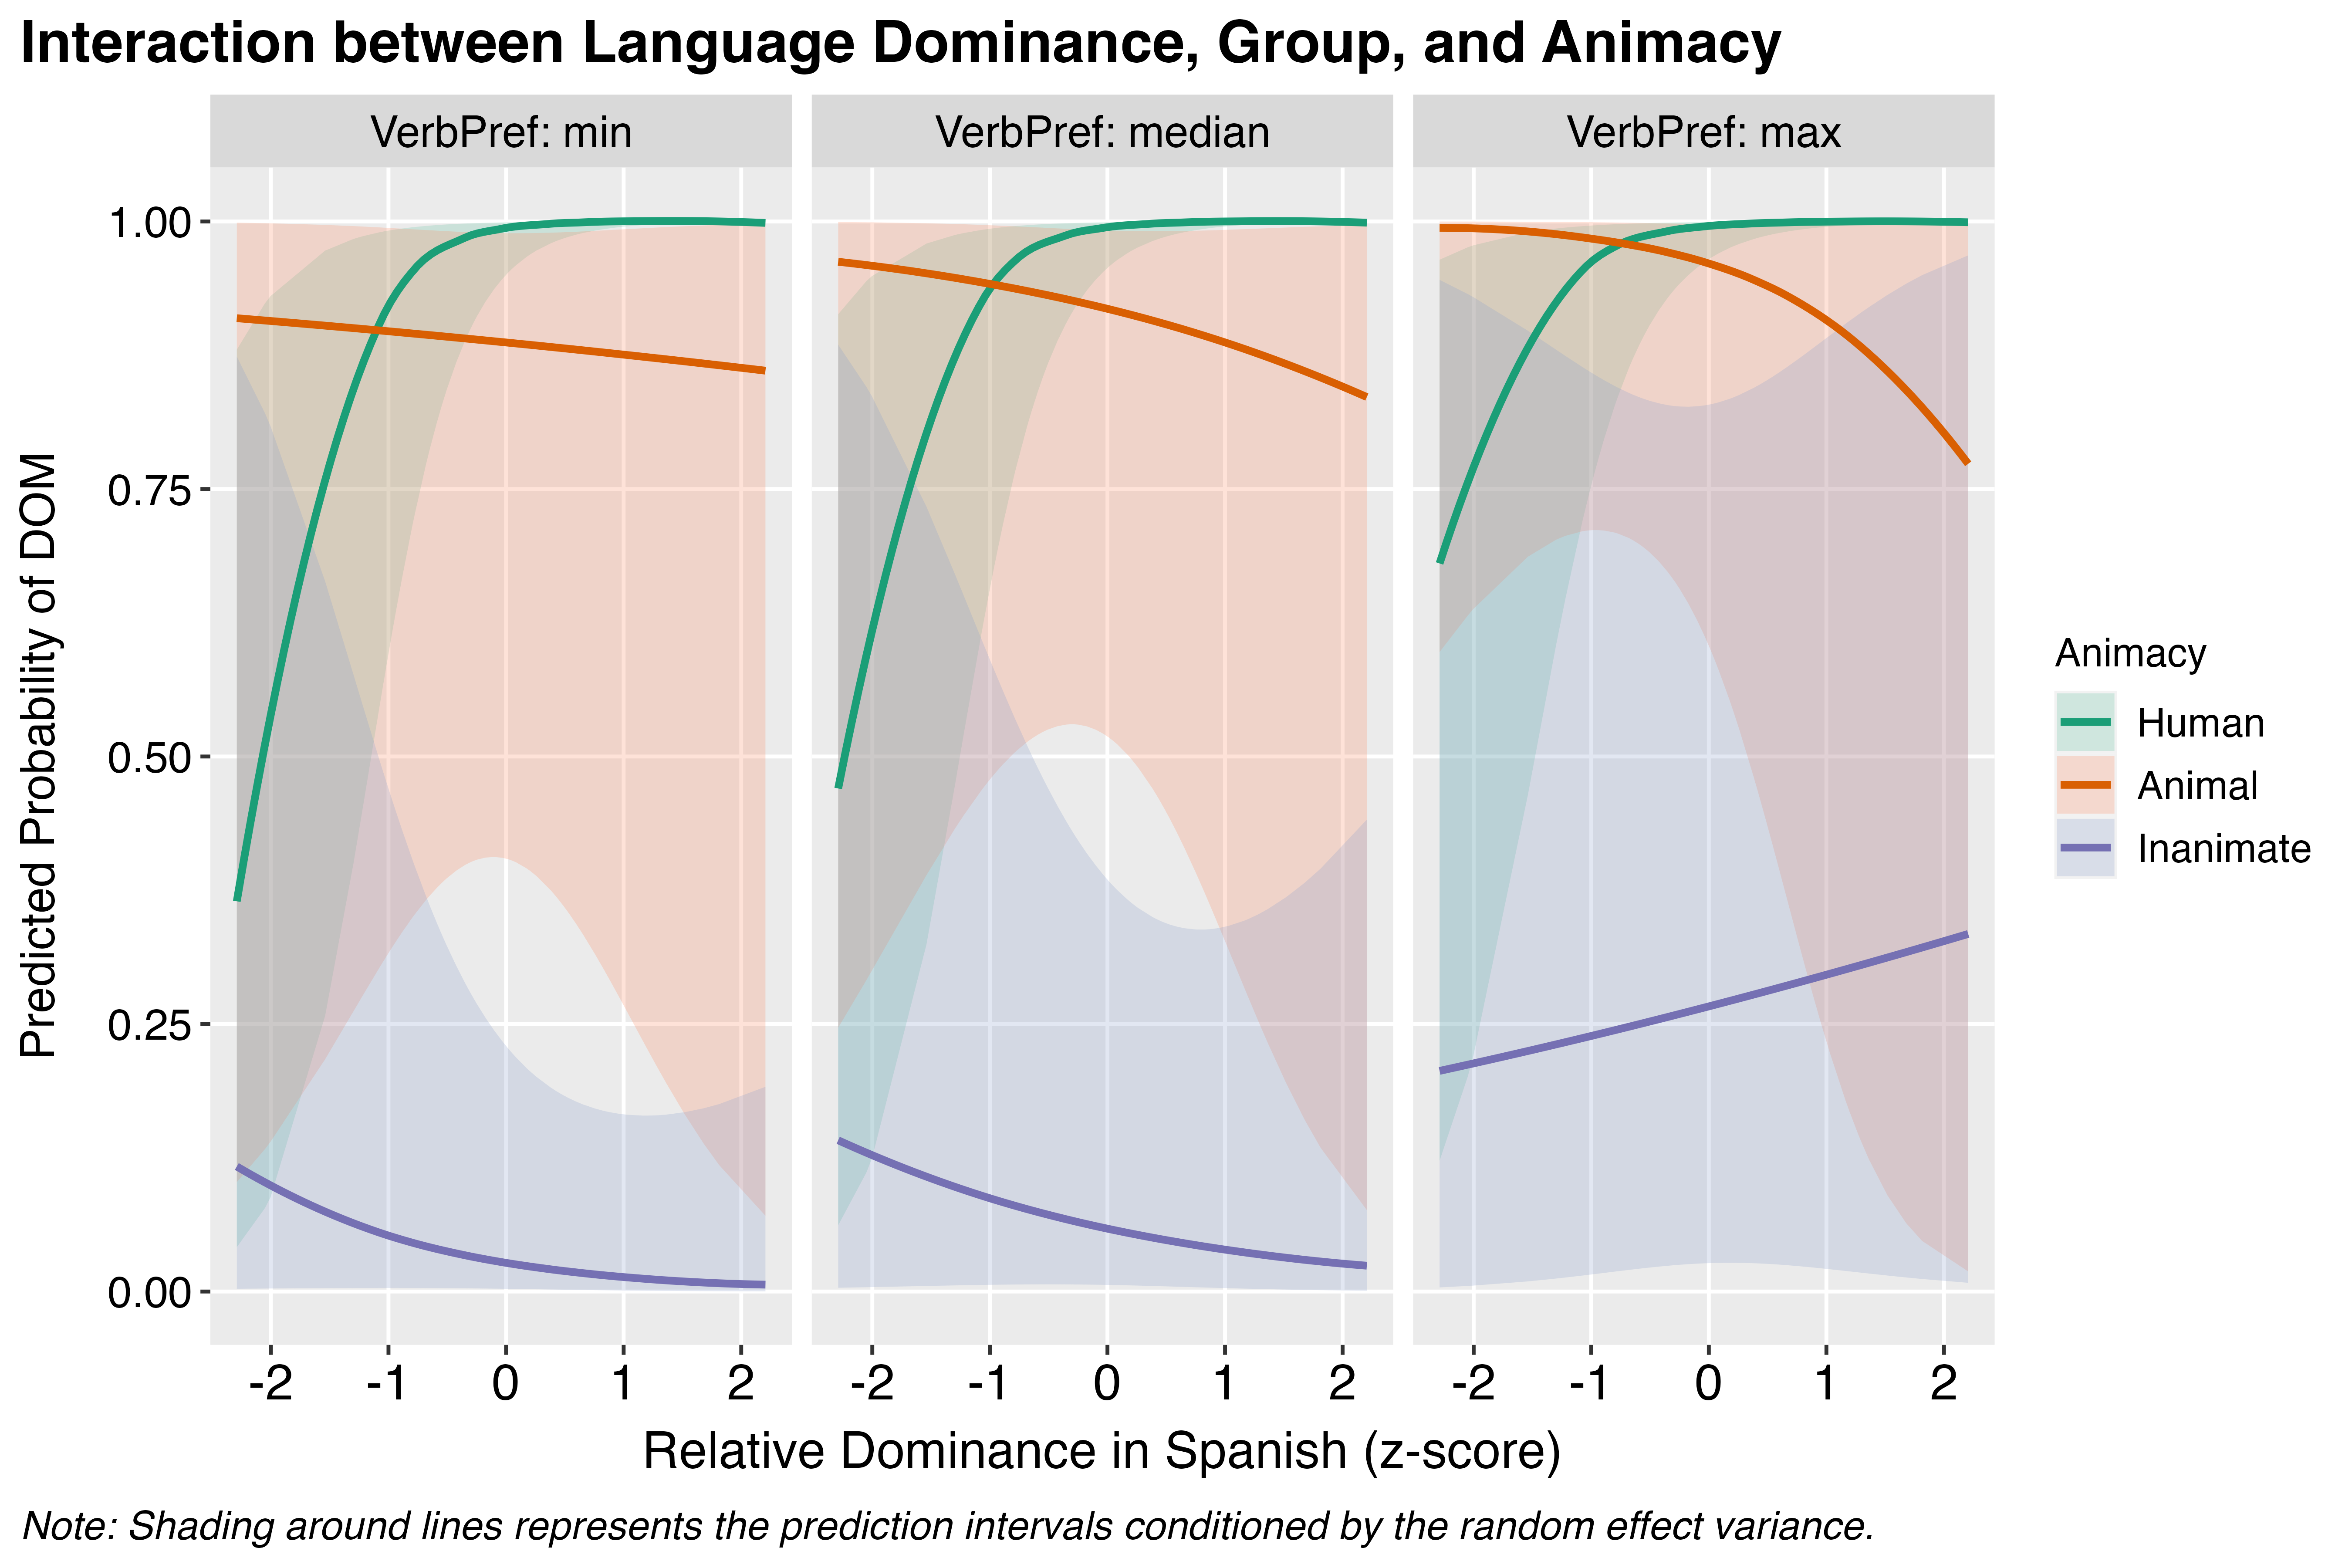 Interaction between Language Dominance, Group, and Animacy
VerbPref: min
VerbPref: median
VerbPref: max
Predicted Probability of DOM
1.00
0.75
0.50
0.25
0.00
-2 -1 0 1 2
-2 -1 0 1 2
-2 -1 0 1 2
Relative Dominance in Spanish (z-score)
Animacy
Human
Animal
Inanimate
Note: Shading around lines represents the prediction intervals conditioned by the random effect variance.